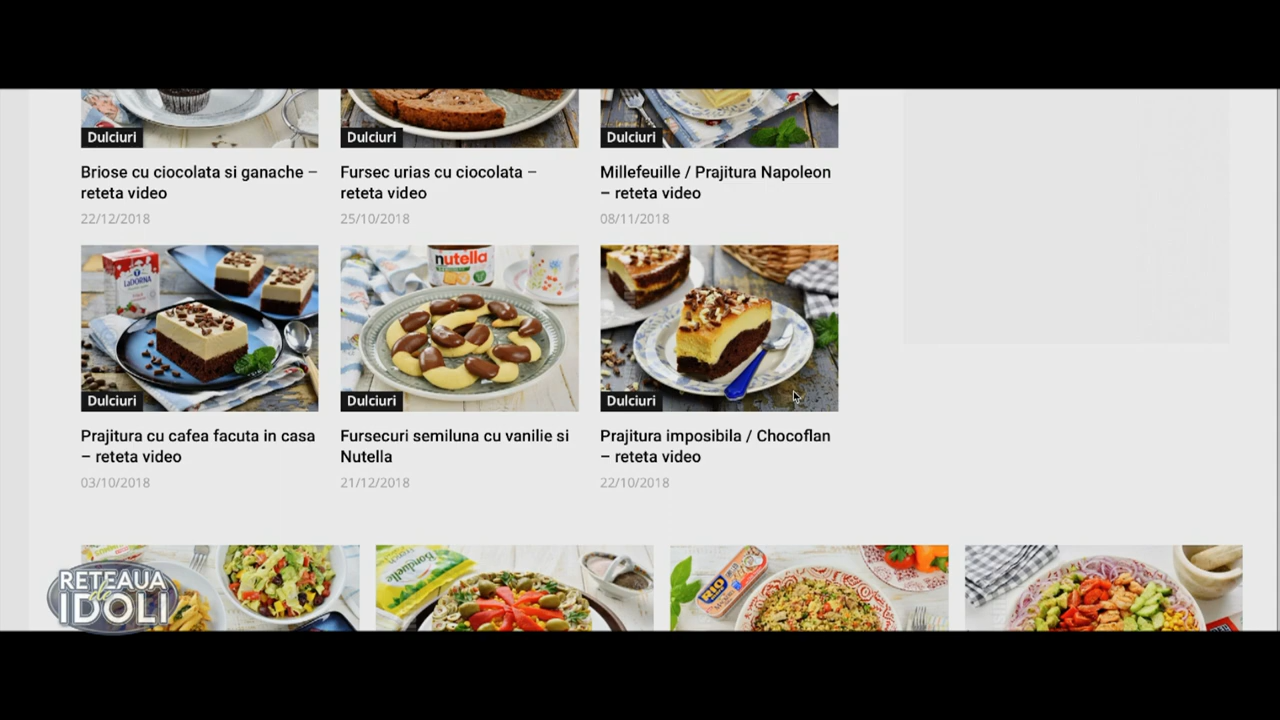 Dulciuri
Dulciuri
Dulciuri
Briose cu ciocolata si ganache –
reteta video
22/12/2018
Fursec urias cu ciocolata –
reteta video
25/10/2018
Millefeuille / Prajitura Napoleon
– reteta video
08/11/2018
LaDORNA
nutella
Dulciuri
Dulciuri
Dulciuri
Prajitura cu cafea facuta in casa
– reteta video
03/10/2018
Fursecuri semiluna cu vanilie si
Nutella
21/12/2018
Prajitura imposibila / Chocoflan
– reteta video
22/10/2018
Bonduelle
RIO
RETEAUA
de
IDOLI